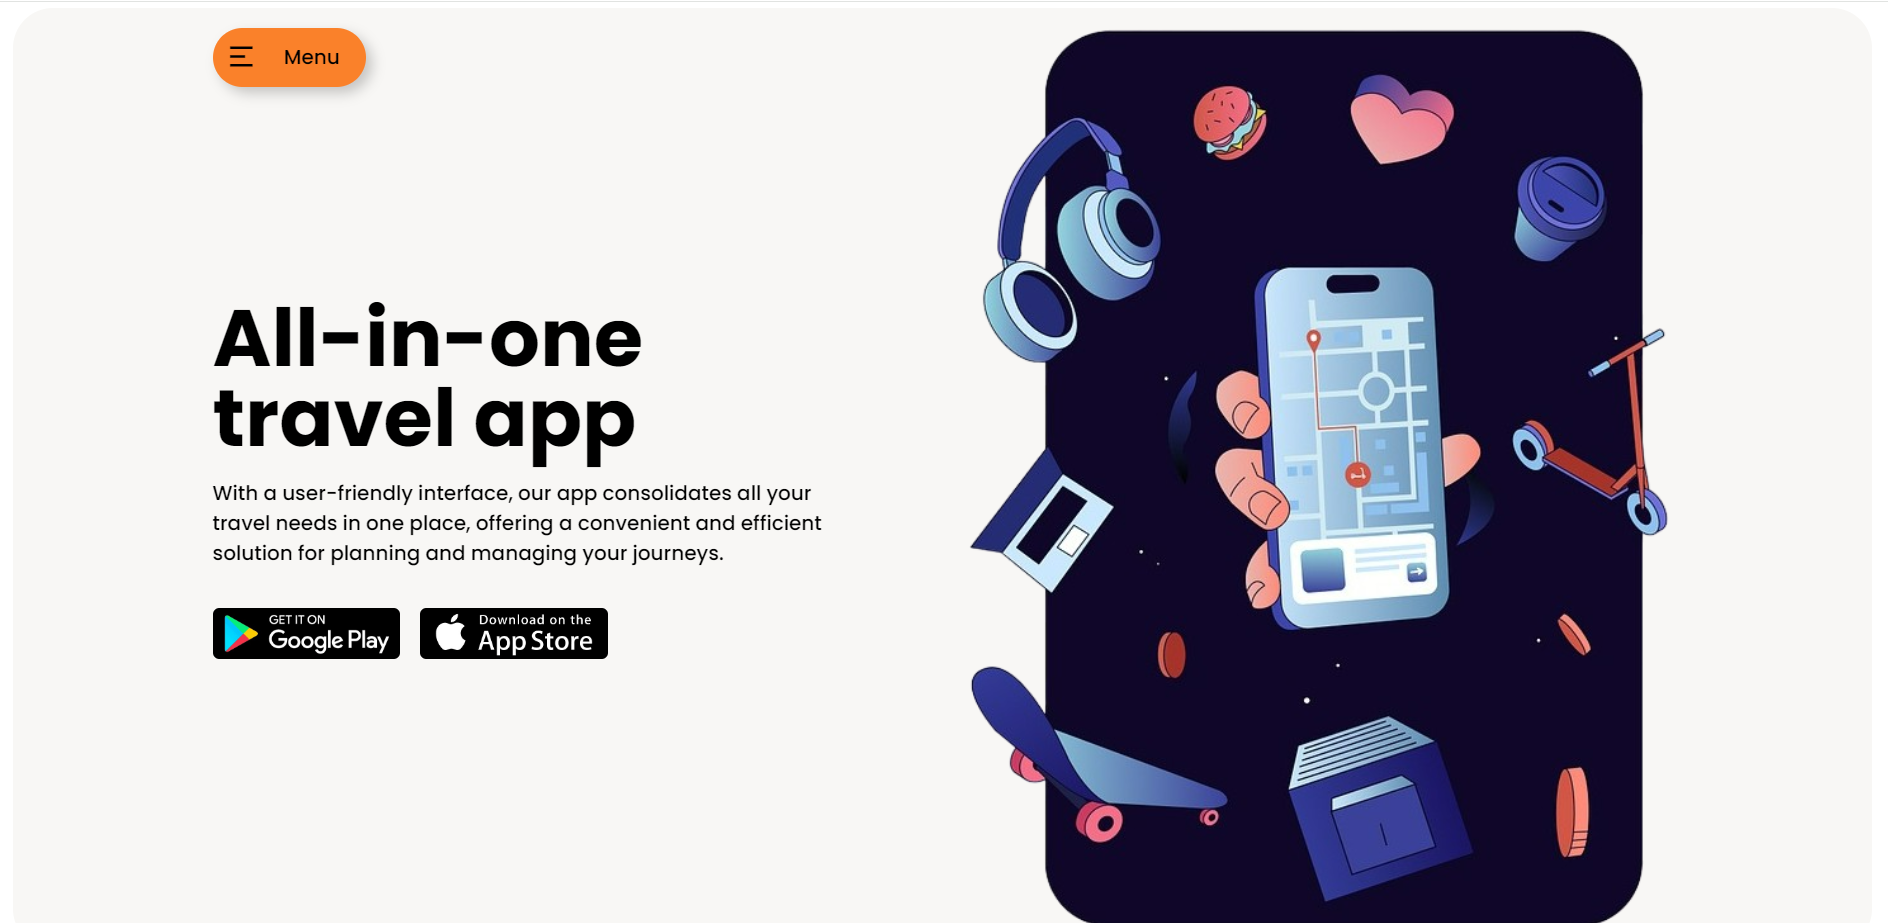 Menu
All-in-one
travel app
With a user-friendly interface, our app consolidates all your
travel needs in one place, offering a convenient and efficient
solution for planning and managing your journeys.
GET IT ON
Google Play
Download on the
App Store